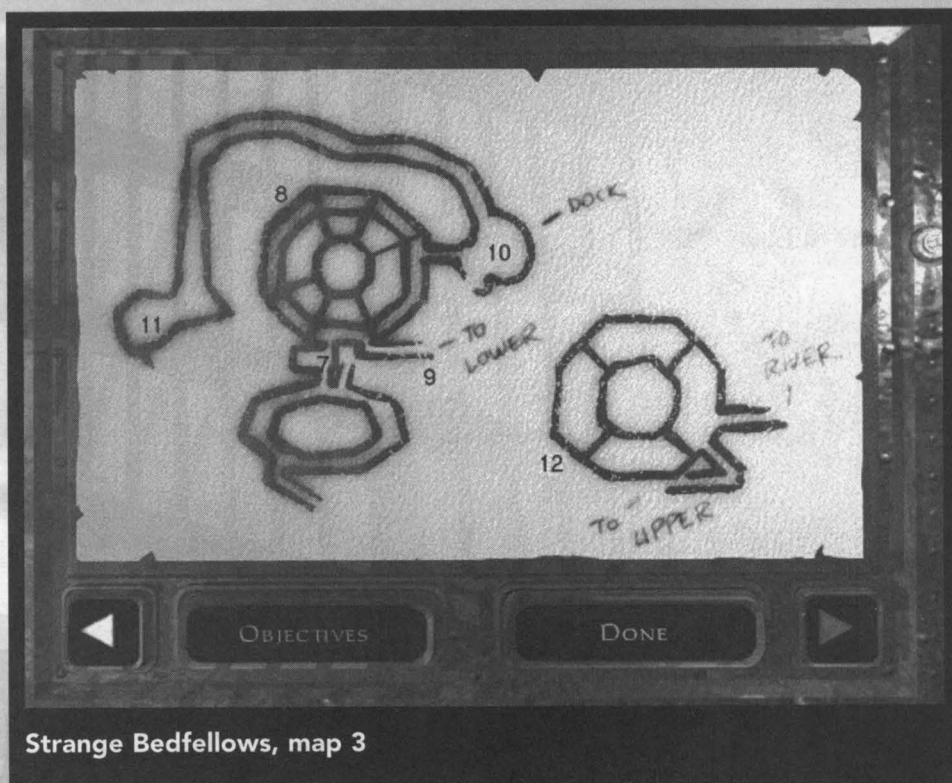 8
— DOCK
10
11
— TO
LOWER
7
9
TO
RIVER
12
TO —
UPPER
OBJECTIVES
DONE
Strange Bedfellows, map 3